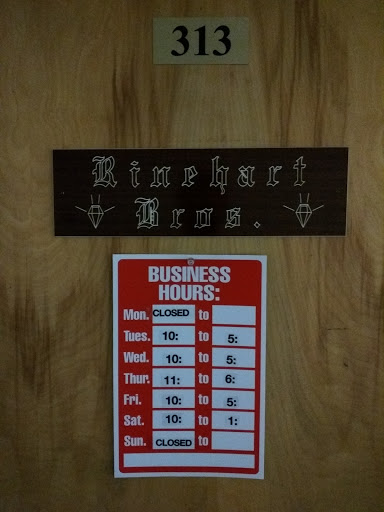 313
Rinehart
Bros.
BUSINESS
HOURS:
Mon. CLOSED to
Tues. 10: to 5:
Wed. 10: to 5:
Thur. 11: to 6:
Fri. 10: to 5:
Sat. 10: to 1:
Sun. CLOSED to